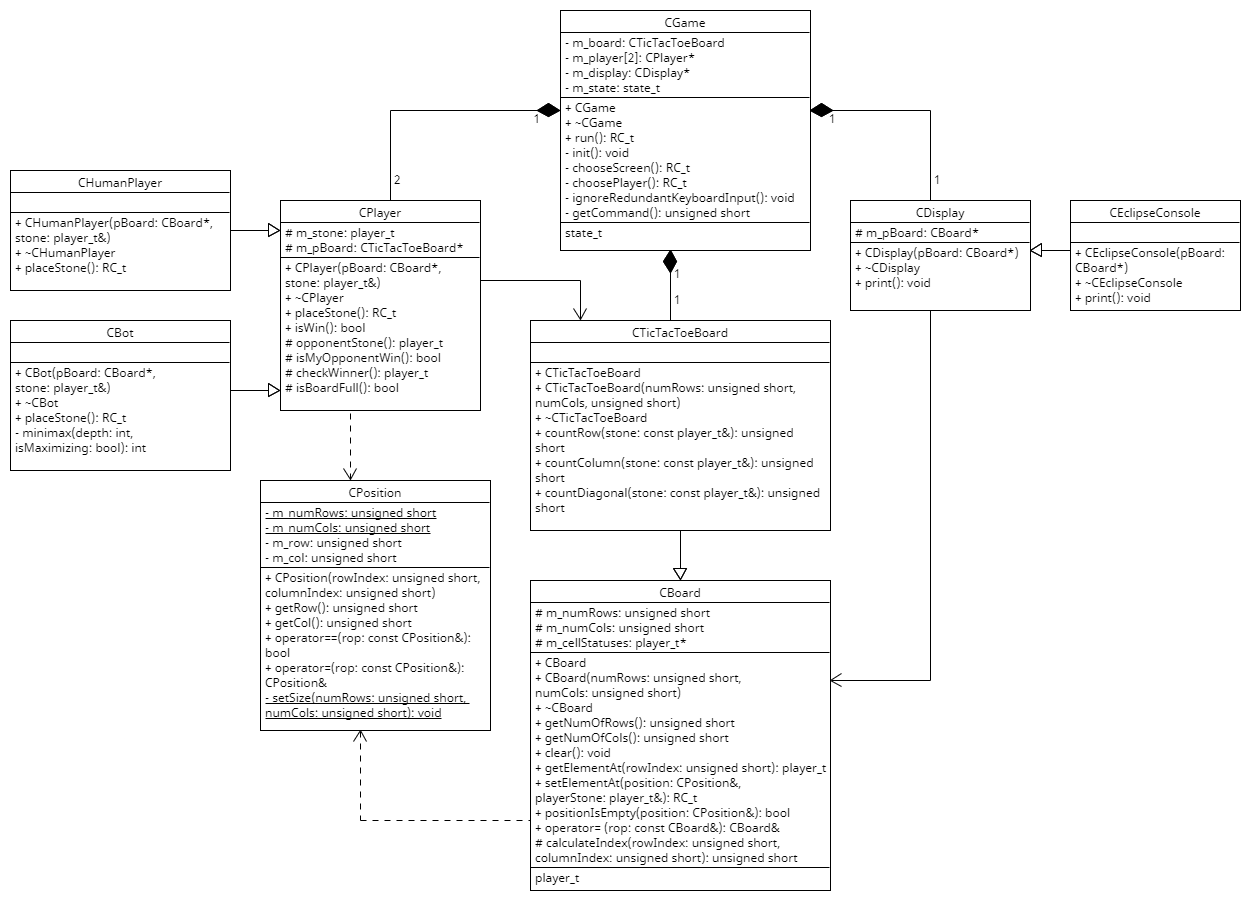 CGame
- m_board: CTicTacToeBoard
- m_player[2]: CPlayer*
- m_display: CDisplay*
- m_state: state_t
+ CGame
+ ~CGame
+ run(): RC_t
- init(): void
- chooseScreen(): RC_t
- choosePlayer(): RC_t
- ignoreRedundantKeyboardInput(): void
- getCommand(): unsigned short
state_t
1
1
2
1
1
1
CHumanPlayer
+ CHumanPlayer(pBoard: CBoard*,
stone: player_t&)
+ ~CHumanPlayer
+ placeStone(): RC_t
CPlayer
# m_stone: player_t
# m_pBoard: CTicTacToeBoard*
+ CPlayer(pBoard: CBoard*,
stone: player_t&)
+ ~CPlayer
+ placeStone(): RC_t
+ isWin(): bool
# opponentStone(): player_t
# isMyOpponentWin(): bool
# checkWinner(): player_t
# isBoardFull(): bool
CDisplay
# m_pBoard: CBoard*
+ CDisplay(pBoard: CBoard*)
+ ~CDisplay
+ print(): void
CEclipseConsole
+ CEclipseConsole(pBoard:
CBoard*)
+ ~CEclipseConsole
+ print(): void
CBot
+ CBot(pBoard: CBoard*,
stone: player_t&)
+ ~CBot
+ placeStone(): RC_t
- minimax(depth: int,
isMaximizing: bool): int
CTicTacToeBoard
+ CTicTacToeBoard
+ CTicTacToeBoard(numRows: unsigned short,
numCols, unsigned short)
+ ~CTicTacToeBoard
+ countRow(stone: const player_t&): unsigned
short
+ countColumn(stone: const player_t&): unsigned
short
+ countDiagonal(stone: const player_t&): unsigned
short
CPosition
- m_numRows: unsigned short
- m_numCols: unsigned short
- m_row: unsigned short
- m_col: unsigned short
+ CPosition(rowIndex: unsigned short,
columnIndex: unsigned short)
+ getRow(): unsigned short
+ getCol(): unsigned short
+ operator==(rop: const CPosition&):
bool
+ operator=(rop: const CPosition&):
CPosition&
- setSize(numRows: unsigned short,
numCols: unsigned short): void
CBoard
# m_numRows: unsigned short
# m_numCols: unsigned short
# m_cellStatuses: player_t*
+ CBoard
+ CBoard(numRows: unsigned short,
numCols: unsigned short)
+ ~CBoard
+ getNumOfRows(): unsigned short
+ getNumOfCols(): unsigned short
+ clear(): void
+ getElementAt(rowIndex: unsigned short): player_t
+ setElementAt(position: CPosition&,
playerStone: player_t&): RC_t
+ positionIsEmpty(position: CPosition&): bool
+ operator= (rop: const CBoard&): CBoard&
# calculateIndex(rowIndex: unsigned short,
columnIndex: unsigned short): unsigned short
player_t